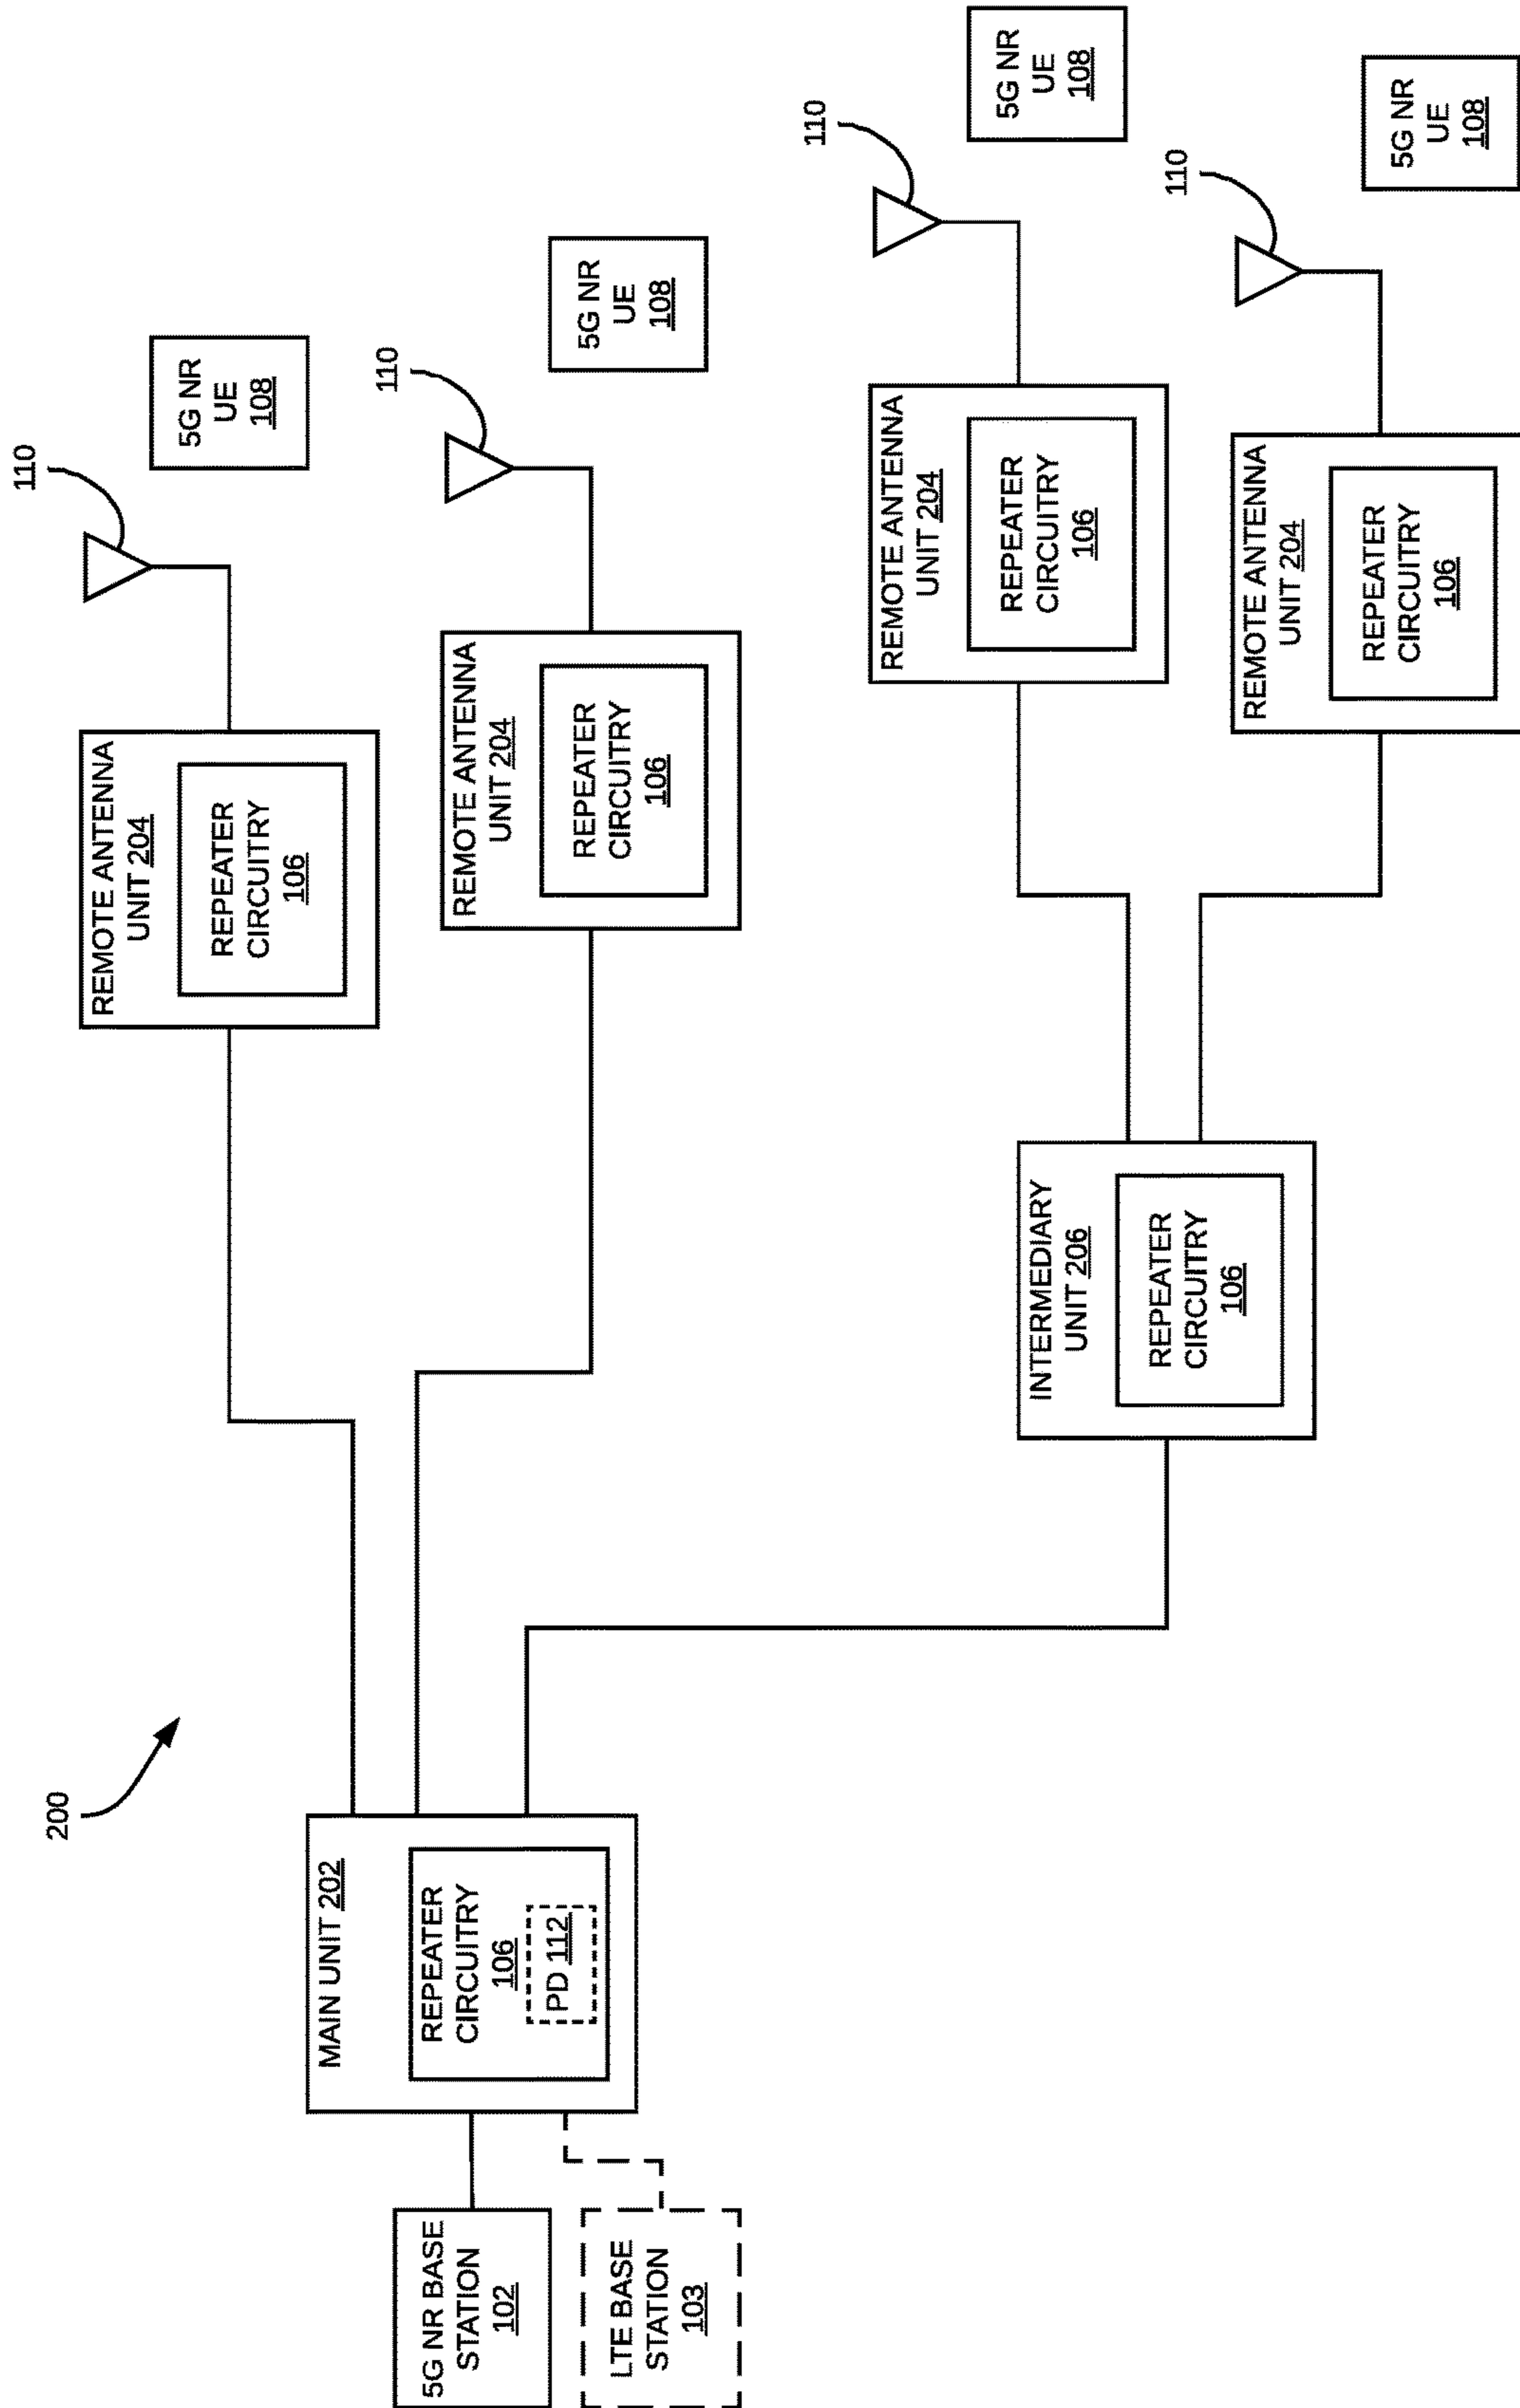 200
5G NR BASE
STATION
102
LTE BASE
STATION
103
MAIN UNIT 202
REPEATER
CIRCUITRY
106
PD 112
REMOTE ANTENNA
UNIT 204
REPEATER
CIRCUITRY
106
110
5G NR
UE
108
REMOTE ANTENNA
UNIT 204
REPEATER
CIRCUITRY
106
110
5G NR
UE
108
INTERMEDIARY
UNIT 206
REPEATER
CIRCUITRY
106
REMOTE ANTENNA
UNIT 204
REPEATER
CIRCUITRY
106
110
5G NR
UE
108
REMOTE ANTENNA
UNIT 204
REPEATER
CIRCUITRY
106
110
5G NR
UE
108